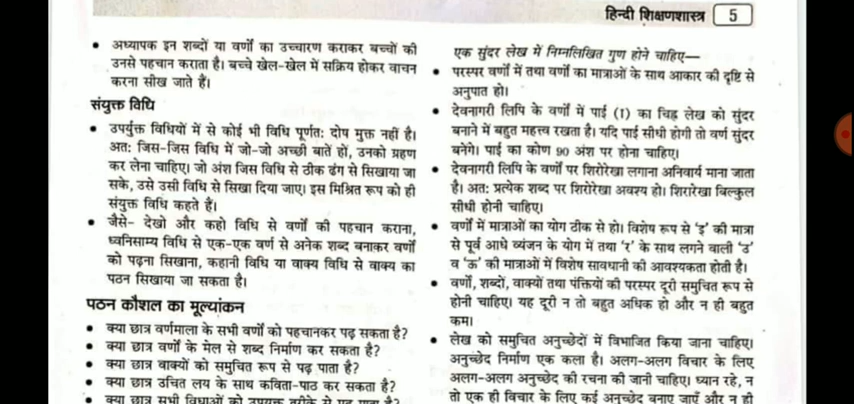 हिन्दी शिक्षणशास्त्र 5
• अध्यापक इन शब्दों या वर्णों का उच्चारण कराकर बच्चों की
उनसे पहचान कराता है। बच्चे खेल-खेल में सक्रिय होकर वाचन
करना सीख जाते हैं।
संयुक्त विधि
• उपर्युक्त विधियों में से कोई भी विधि पूर्णत: दोष मुक्त नहीं है।
अत: जिस-जिस विधि में जो-जो अच्छी बातें हों, उनको ग्रहण
कर लेना चाहिए। जो अंश जिस विधि से ठीक ढंग से सिखाया जा
सके, उसे उसी विधि से सिखा दिया जाए। इस मिश्रित रूप को ही
संयुक्त विधि कहते हैं।
• जैसे- देखो और कहो विधि से वर्णों की पहचान कराना,
ध्वनिसाम्य विधि से एक-एक वर्ण से अनेक शब्द बनाकर वर्णों
को पढ़ना सिखाना, कहानी विधि या वाक्य विधि से वाक्य का
पठन सिखाया जा सकता है।
पठन कौशल का मूल्यांकन
• क्या छात्र वर्णमाला के सभी वर्णों को पहचानकर पढ़ सकता है?
• क्या छात्र वर्णों के मेल से शब्द निर्माण कर सकता है?
• क्या छात्र वाक्यों को समुचित रूप से पढ़ पाता है?
• क्या छात्र उचित लय के साथ कविता-पाठ कर सकता है?
• क्या छात्र सभी विधाओं को उपयुक्त तरीके से
एक सुंदर लेख में निम्नलिखित गुण होने चाहिए—
• परस्पर वर्णों में तथा वर्णों का मात्राओं के साथ आकार की दृष्टि से
अनुपात हो।
• देवनागरी लिपि के वर्णों में पाई (ा) का चिह्न लेख को सुंदर
बनाने में बहुत महत्त्व रखता है। यदि पाई सीधी होगी तो वर्ण सुंदर
बनेंगे। पाई का कोण 90 अंश पर होना चाहिए।
• देवनागरी लिपि के वर्णों पर शिरोरेखा लगाना अनिवार्य माना जाता
है। अत: प्रत्येक शब्द पर शिरोरेखा अवश्य हो। शिरारेखा बिल्कुल
सीधी होनी चाहिए।
• वर्णों में मात्राओं का योग ठीक से हो। विशेष रूप से 'इ' की मात्रा
से पूर्व आधे व्यंजन के योग में तथा 'र' के साथ लगने वाली 'उ'
व 'ऊ' की मात्राओं में विशेष सावधानी की आवश्यकता होती है।
• वर्णों, शब्दों, वाक्यों तथा पंक्तियों की परस्पर दूरी समुचित रूप से
होनी चाहिए। यह दूरी न तो बहुत अधिक हो और न ही बहुत
कम।
• लेख को समुचित अनुच्छेदों में विभाजित किया जाना चाहिए।
अनुच्छेद निर्माण एक कला है। अलग-अलग विचार के लिए
अलग-अलग अनुच्छेद की रचना की जानी चाहिए। ध्यान रहे, न
तो एक ही विचार के लिए कई अनुच्छेद बनाए जाएँ और न ही